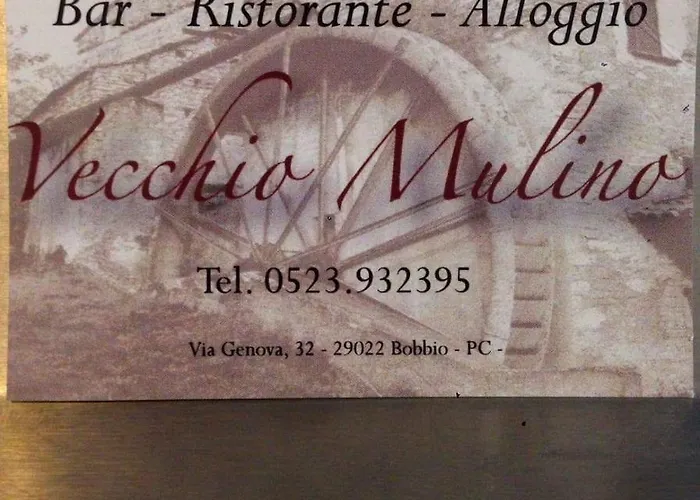 Bar - Ristorante - Alloggio
Vecchio Mulino
Tel. 0523.932395
Via Genova, 32 - 29022 Bobbio - PC -